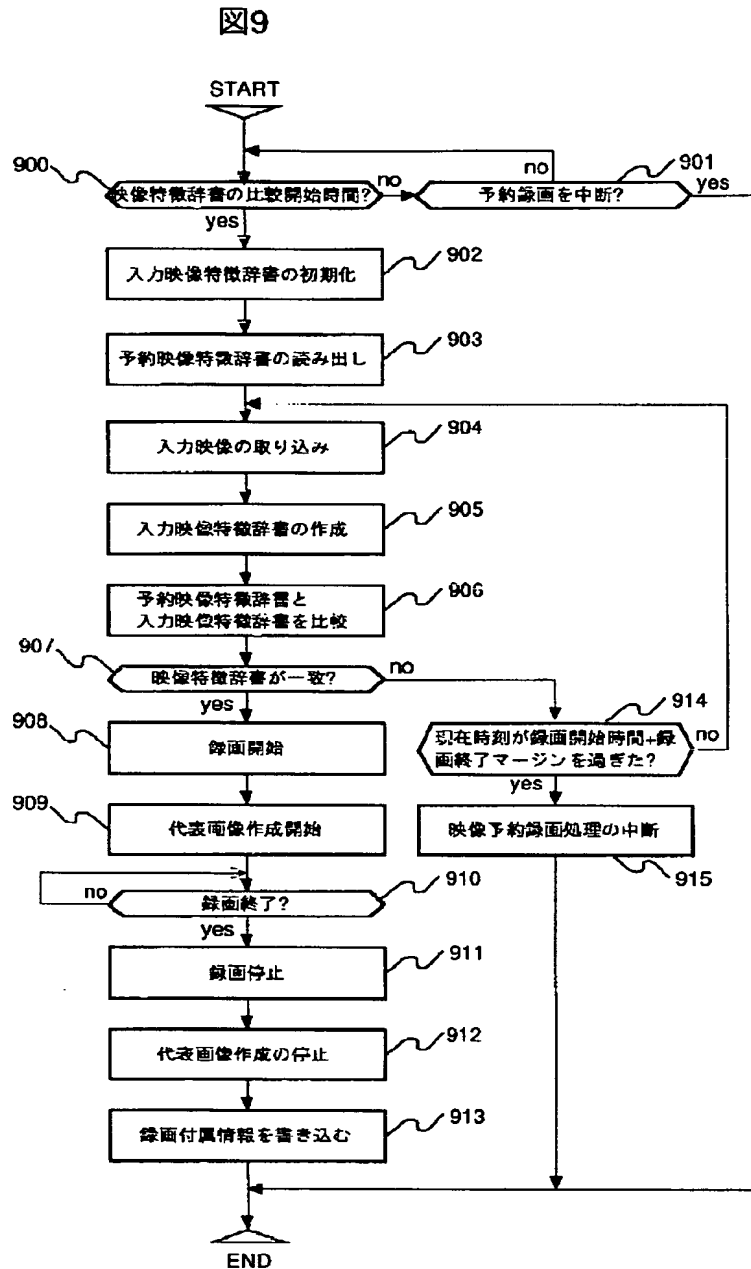 図9
START
900
映像特徴辞書の比較開始時間?
no
no
予約録画を中断?
901
yes
yes
入力映像特徴辞書の初期化
902
予約映像特徴辞書の読み出し
903
入力映像の取り込み
904
入力映像特徴辞書の作成
905
予約映像特徴辞書と
入力映像特徴辞書を比較
906
907
映像特徴辞書が一致?
no
yes
908
録画開始
914
現在時刻が録画開始時間+録
画終了マージンを過ぎた?
no
yes
909
代表画像作成開始
映像予約録画処理の中断
915
no
録画終了?
910
yes
録画停止
911
代表画像作成の停止
912
録画付属情報を書き込む
913
END